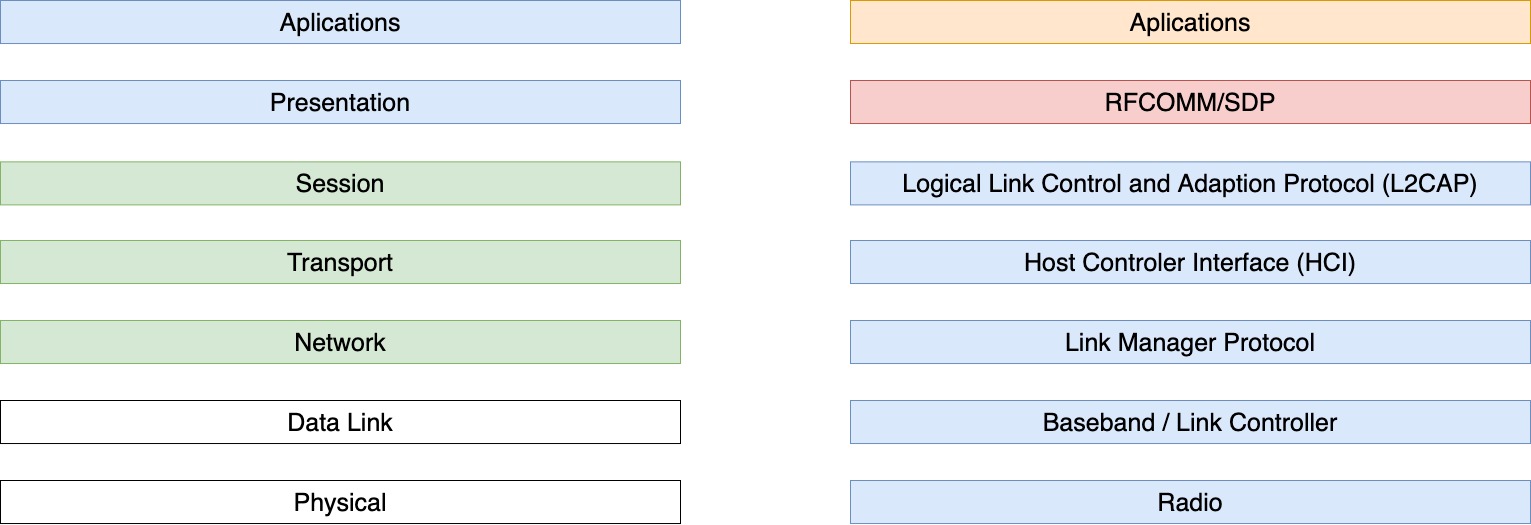 Aplications
Presentation
Session
Transport
Network
Data Link
Physical
Aplications
RFCOMM/SDP
Logical Link Control and Adaption Protocol (L2CAP)
Host Controler Interface (HCI)
Link Manager Protocol
Baseband / Link Controller
Radio